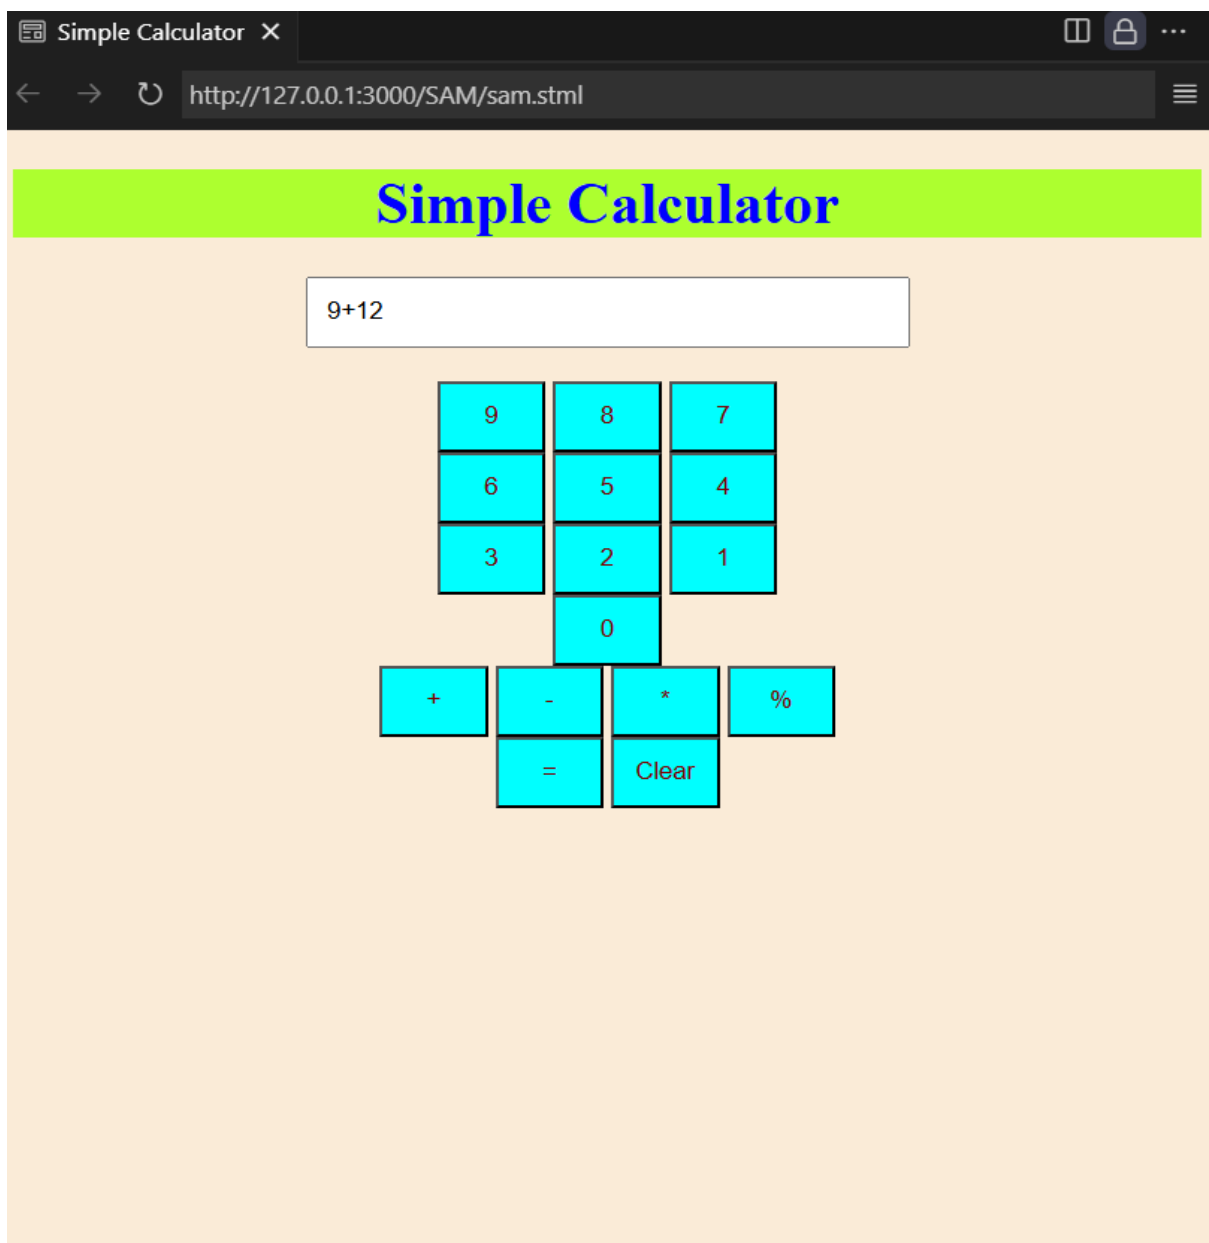 Simple Calculator
http://127.0.0.1:3000/SAM/sam.stml
Simple Calculator
9+12
9 8 7
6 5 4
3 2 1
0
+ - * %
= Clear